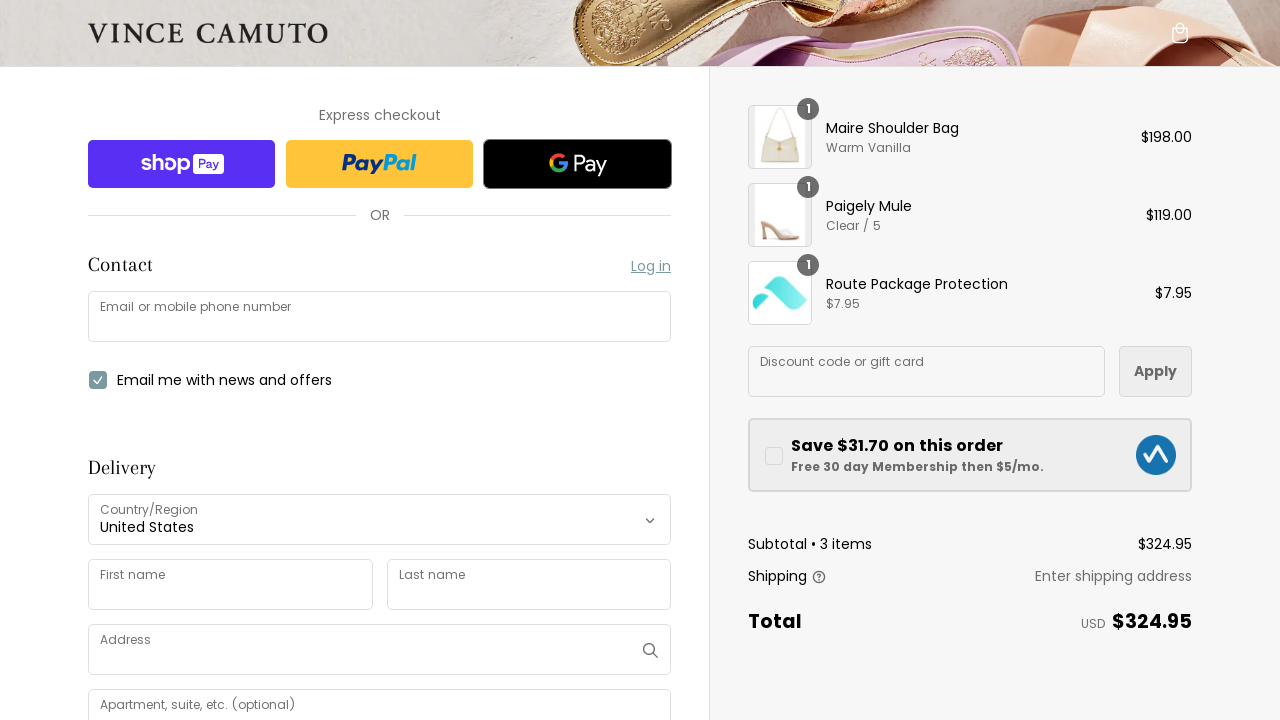 VINCE CAMUTO
Express checkout
shop Pay
PayPal
G Pay
OR
Contact
Log in
Email or mobile phone number
Email me with news and offers
Delivery
Country/Region
United States
First name
Last name
Address
Apartment, suite, etc. (optional)
1
Maire Shoulder Bag
Warm Vanilla
$198.00
1
Paigely Mule
Clear / 5
$119.00
1
Route Package Protection
$7.95
$7.95
Discount code or gift card
Apply
Save $31.70 on this order
Free 30 day Membership then $5/mo.
Subtotal • 3 items
$324.95
Shipping
Enter shipping address
Total
USD $324.95